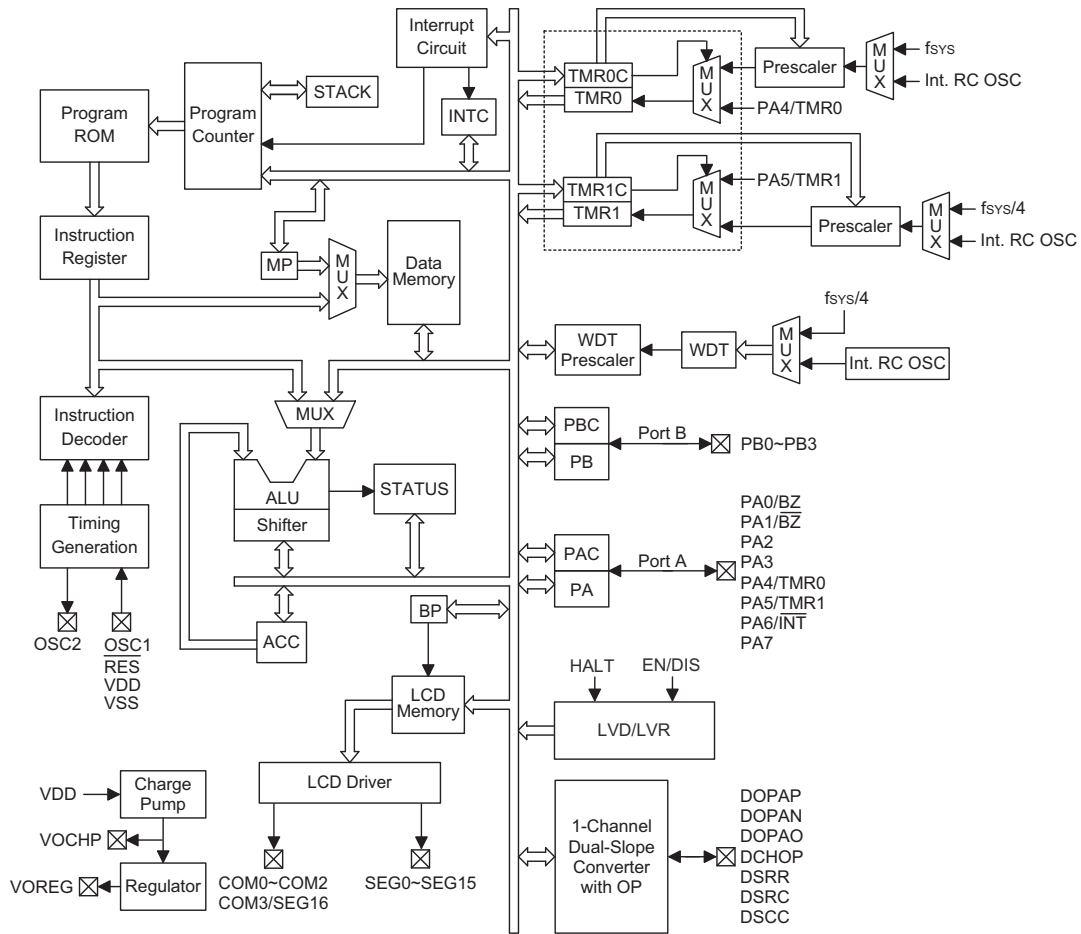 Interrupt
Circuit
STACK
INTC
Program
ROM
Program
Counter
Instruction
Register
MP
MUX
Data
Memory
Instruction
Decoder
MUX
ALU
Shifter
STATUS
Timing
Generation
OSC2
OSC1
R̅E̅S̅
VDD
VSS
ACC
BP
LCD
Memory
LCD Driver
COM0~COM2
COM3/SEG16
SEG0~SEG15
VDD
Charge
Pump
VOCHP
Regulator
VOREG
TMR0C
TMR0
MUX
Prescaler
MUX
fSYS
Int. RC OSC
PA4/TMR0
TMR1C
TMR1
MUX
PA5/TMR1
Prescaler
MUX
fSYS/4
Int. RC OSC
WDT
Prescaler
WDT
MUX
fSYS/4
Int. RC OSC
PBC
PB
Port B
PB0~PB3
PAC
PA
Port A
PA0/BZ
PA1/B̅Z̅
PA2
PA3
PA4/TMR0
PA5/TMR1
PA6/I̅N̅T̅
PA7
HALT
EN/DIS
LVD/LVR
1-Channel
Dual-Slope
Converter
with OP
DOPAP
DOPAN
DOPAO
DCHOP
DSRR
DSRC
DSCC